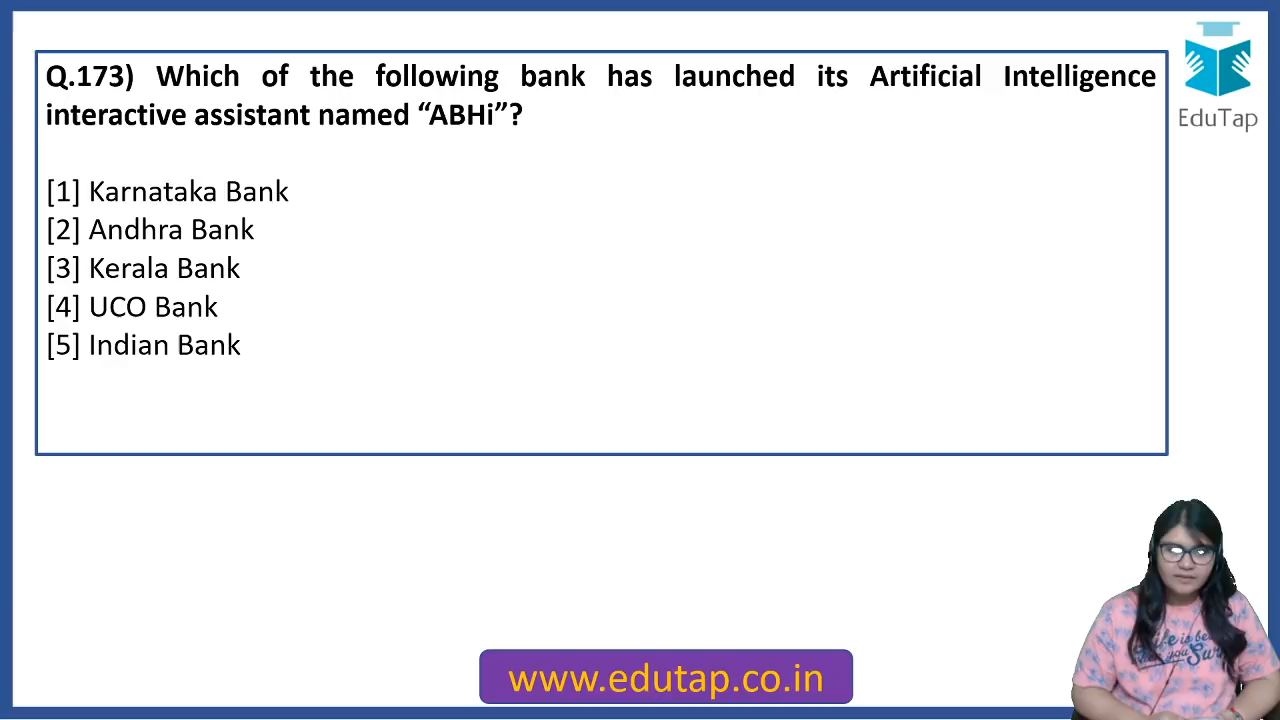 Q.173) Which of the following bank has launched its Artificial Intelligence
interactive assistant named “ABHi”?
[1] Karnataka Bank
[2] Andhra Bank
[3] Kerala Bank
[4] UCO Bank
[5] Indian Bank
EduTap
www.edutap.co.in